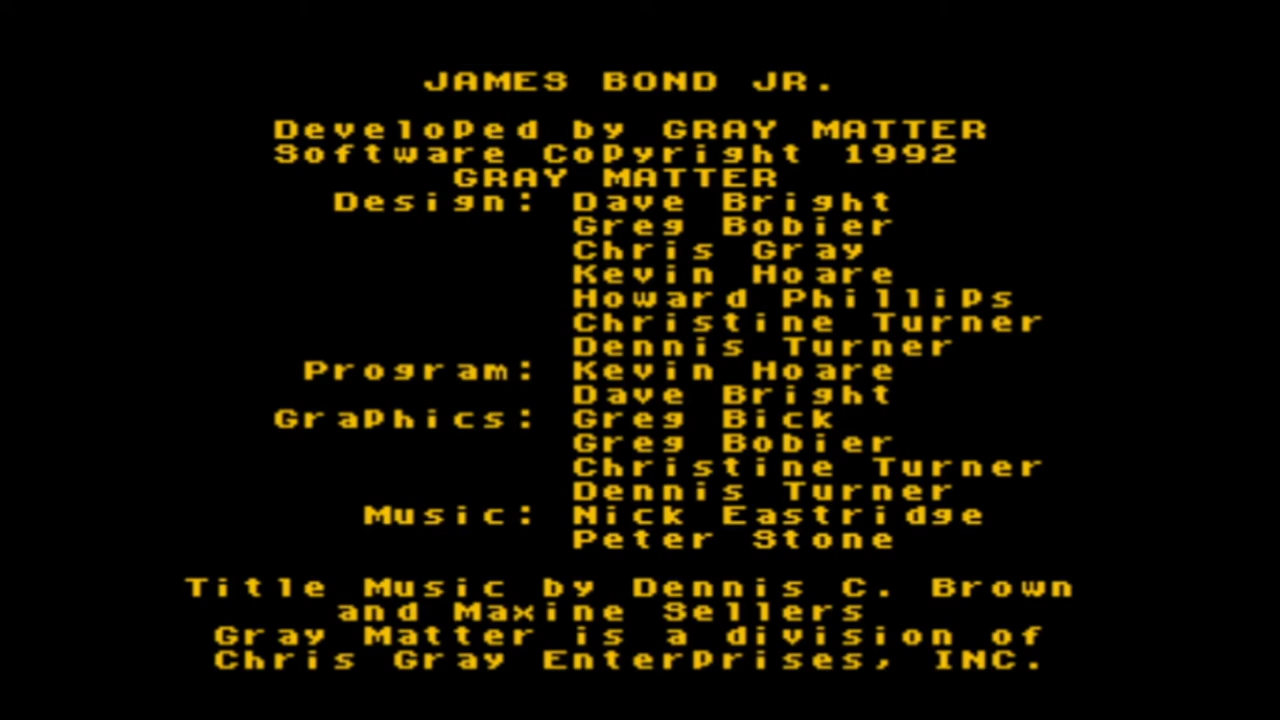 JAMES BOND JR.
Developed by GRAY MATTER
Software Copyright 1992
GRAY MATTER
Design: Dave Bright
Greg Bobier
Chris Gray
Kevin Hoare
Howard Phillips
Christine Turner
Dennis Turner
Program: Kevin Hoare
Dave Bright
Graphics: Greg Bick
Greg Bobier
Christine Turner
Dennis Turner
Music: Nick Eastridge
Peter Stone
Title Music by Dennis C. Brown
and Maxine Sellers
Gray Matter is a division of
Chris Gray Enterprises, INC.